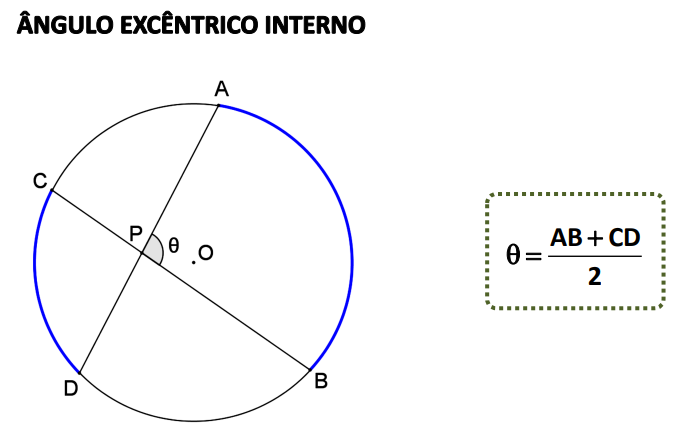 ÂNGULO EXCÊNTRICO INTERNO
A
C
P
θ
.O
θ = AB + CD
2
D
B